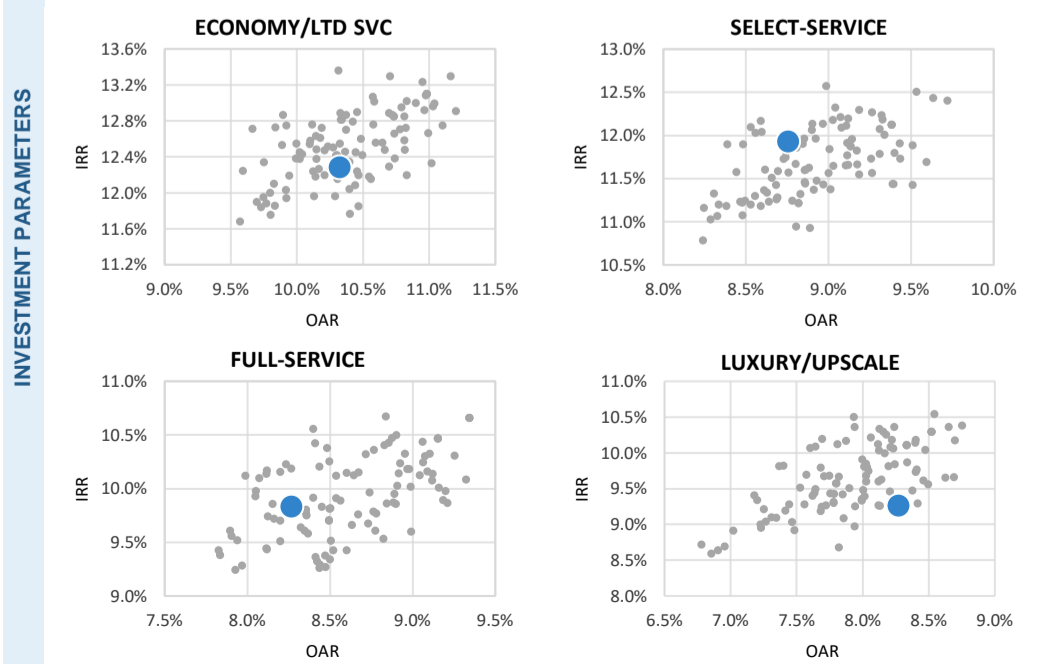 INVESTMENT PARAMETERS
ECONOMY/LTD SVC
13.6%
13.2%
12.8%
12.4%
12.0%
11.6%
11.2%
IRR
9.0% 9.5% 10.0% 10.5% 11.0% 11.5%
OAR
SELECT-SERVICE
13.0%
12.5%
12.0%
11.5%
11.0%
10.5%
IRR
8.0% 8.5% 9.0% 9.5% 10.0%
OAR
FULL-SERVICE
11.0%
10.5%
10.0%
9.5%
9.0%
IRR
7.5% 8.0% 8.5% 9.0% 9.5%
OAR
LUXURY/UPSCALE
11.0%
10.5%
10.0%
9.5%
9.0%
8.5%
8.0%
IRR
6.5% 7.0% 7.5% 8.0% 8.5% 9.0%
OAR